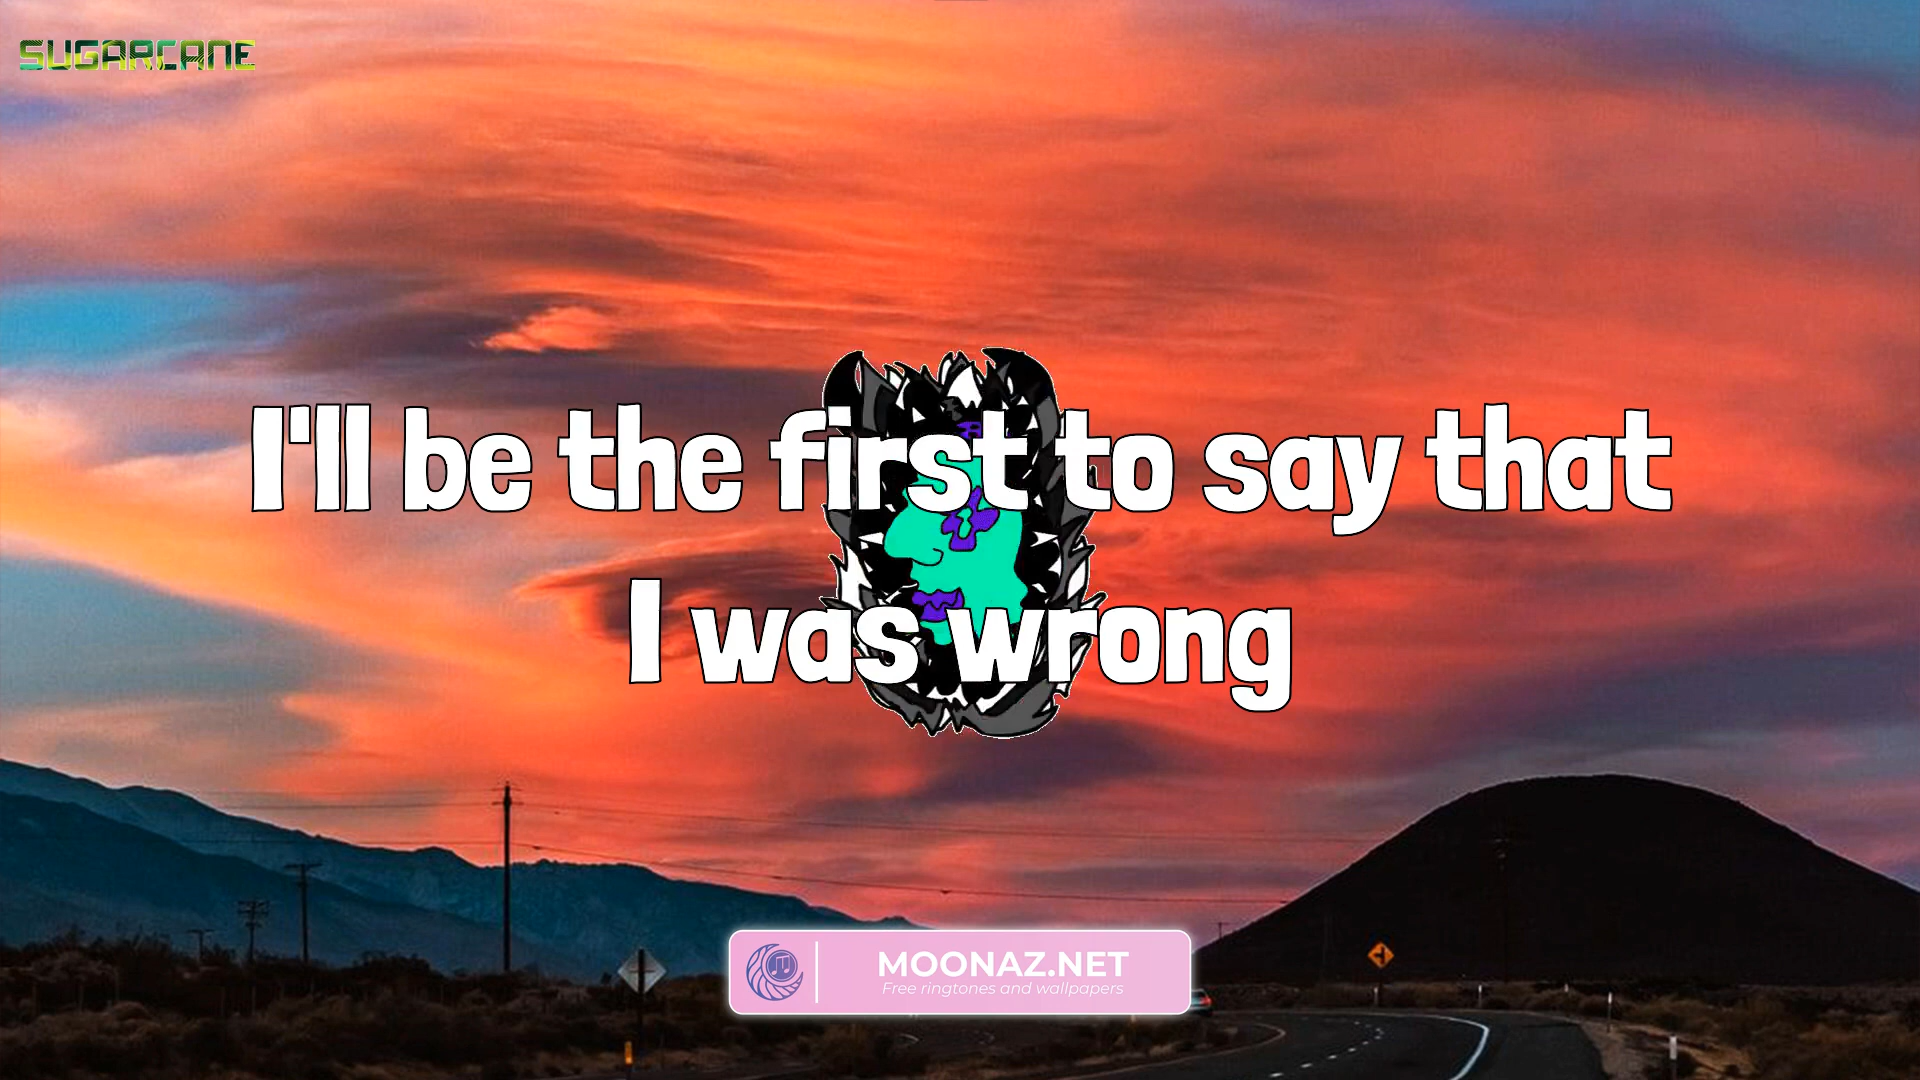 SUGARCANE
I'll be the first to say that
I was wrong
MOONAZ.NET
Free ringtones and wallpapers